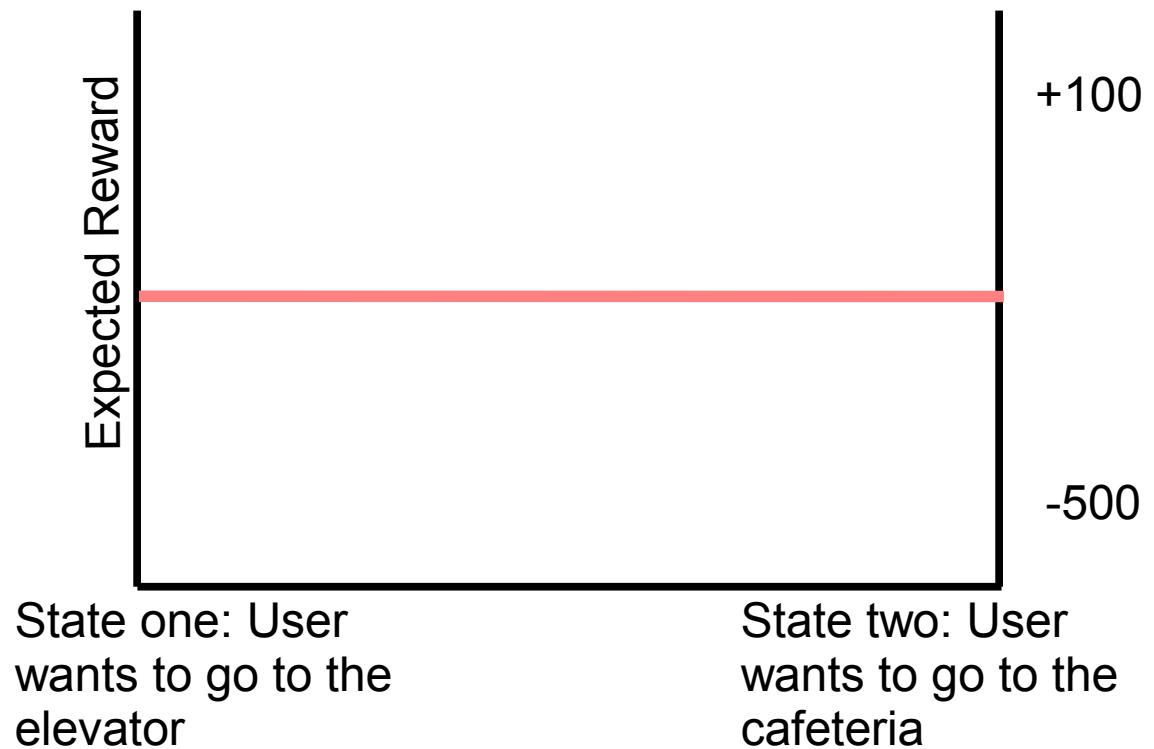 Expected Reward
+100
-500
State one: User
wants to go to the
elevator
State two: User
wants to go to the
cafeteria